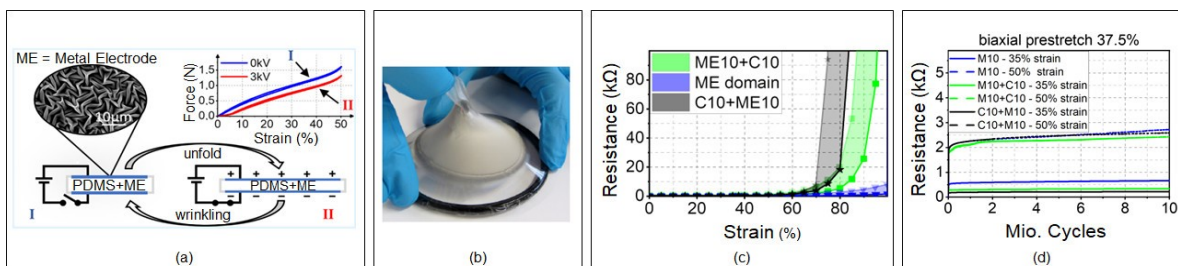 ME = Metal Electrode
10µm
Force (N)
1.5
1.0
0.5
0.0
0kV
3kV
I
II
0 10 20 30 40 50
Strain (%)
unfold
PDMS+ME
+ + + + +
PDMS+ME
– – – – –
I
wrinkling
II
(a)
(b)
Resistance (kΩ)
80
60
40
20
0
ME10+C10
ME domain
C10+ME10
0 20 40 60 80
Strain (%)
(c)
biaxial prestretch 37.5%
Resistance (kΩ)
5
4
3
2
1
0
M10 - 35% strain
M10 - 50% strain
M10+C10 - 35% strain
M10+C10 - 50% strain
C10+M10 - 35% strain
C10+M10 - 50% strain
0 2 4 6 8 10
Mio. Cycles
(d)